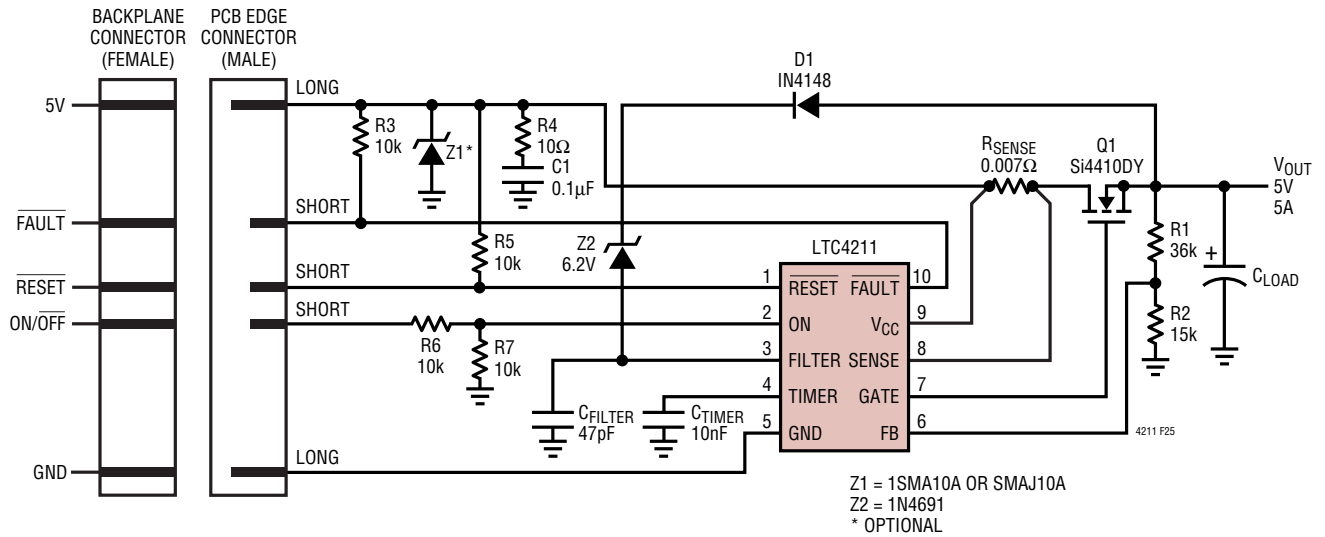 BACKPLANE
CONNECTOR
(FEMALE)
PCB EDGE
CONNECTOR
(MALE)
5V
FAULT
RESET
ON/OFF
GND
LONG
SHORT
SHORT
SHORT
LONG
R3
10k
Z1*
R4
10Ω
C1
0.1µF
R5
10k
R6
10k
R7
10k
Z2
6.2V
D1
IN4148
RSENSE
0.007Ω
Q1
Si4410DY
VOUT
5V
5A
R1
36k
R2
15k
+
CLOAD
LTC4211
1
RESET
FAULT
10
2
ON
VCC
9
3
FILTER
SENSE
8
4
TIMER
GATE
7
5
GND
FB
6
CFILTER
47pF
CTIMER
10nF
4211 F25
Z1 = 1SMA10A OR SMAJ10A
Z2 = 1N4691
* OPTIONAL